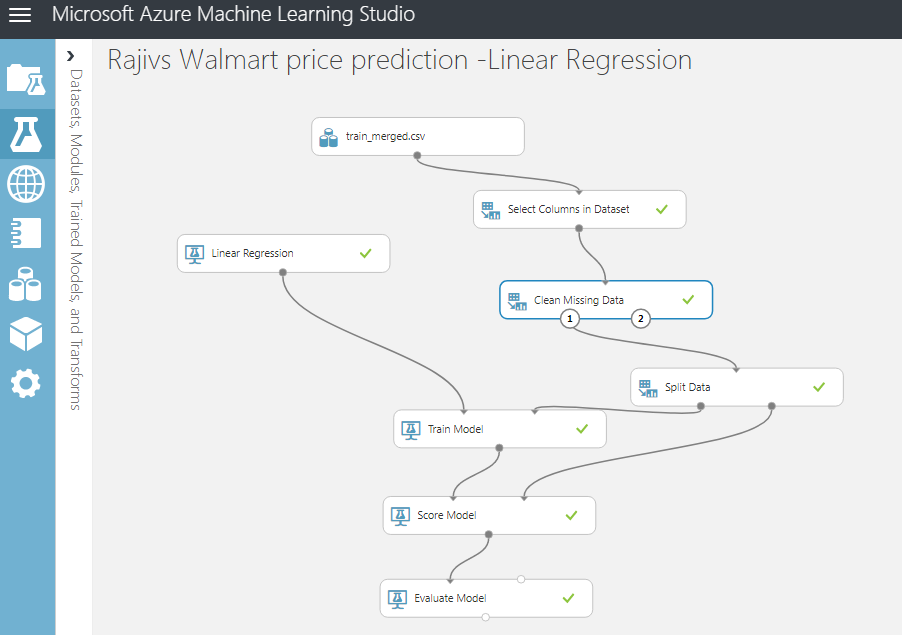 Microsoft Azure Machine Learning Studio
Rajivs Walmart price prediction -Linear Regression
Datasets, Modules, Trained Models, and Transforms
train_merged.csv
Select Columns in Dataset
Linear Regression
Clean Missing Data
1
2
Split Data
Train Model
Score Model
Evaluate Model